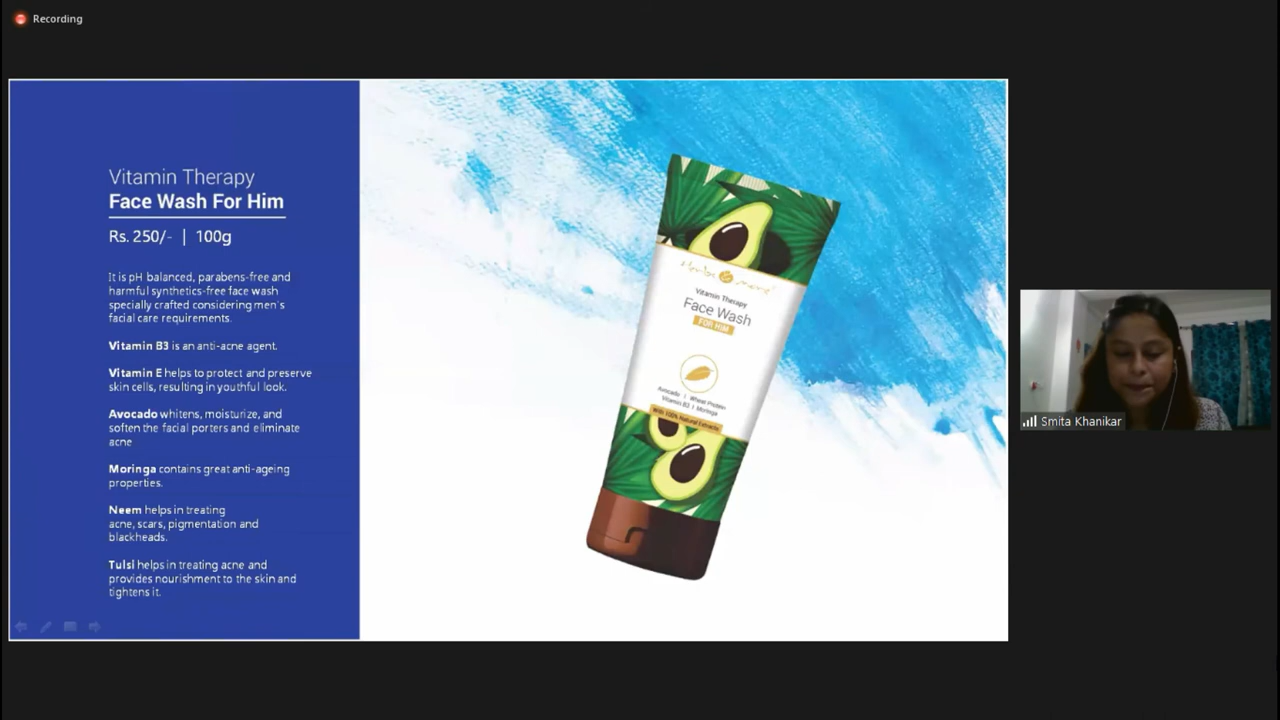 Recording
Vitamin Therapy
Face Wash For Him
Rs. 250/- | 100g
It is pH balanced, parabens-free and
harmful synthetics-free face wash
specially crafted considering men's
facial care requirements.
Vitamin B3 is an anti-acne agent.
Vitamin E helps to protect and preserve
skin cells, resulting in youthful look.
Avocado whitens, moisturize, and
soften the facial porters and eliminate
acne
Moringa contains great anti-ageing
properties.
Neem helps in treating
acne, scars, pigmentation and
blackheads.
Tulsi helps in treating acne and
provides nourishment to the skin and
tightens it.
Herbs & more
Vitamin Therapy
Face Wash
FOR HIM
Avocado | Wheat Protein
Vitamin B3 | Moringa
With 100% Natural Extracts
Smita Khanikar